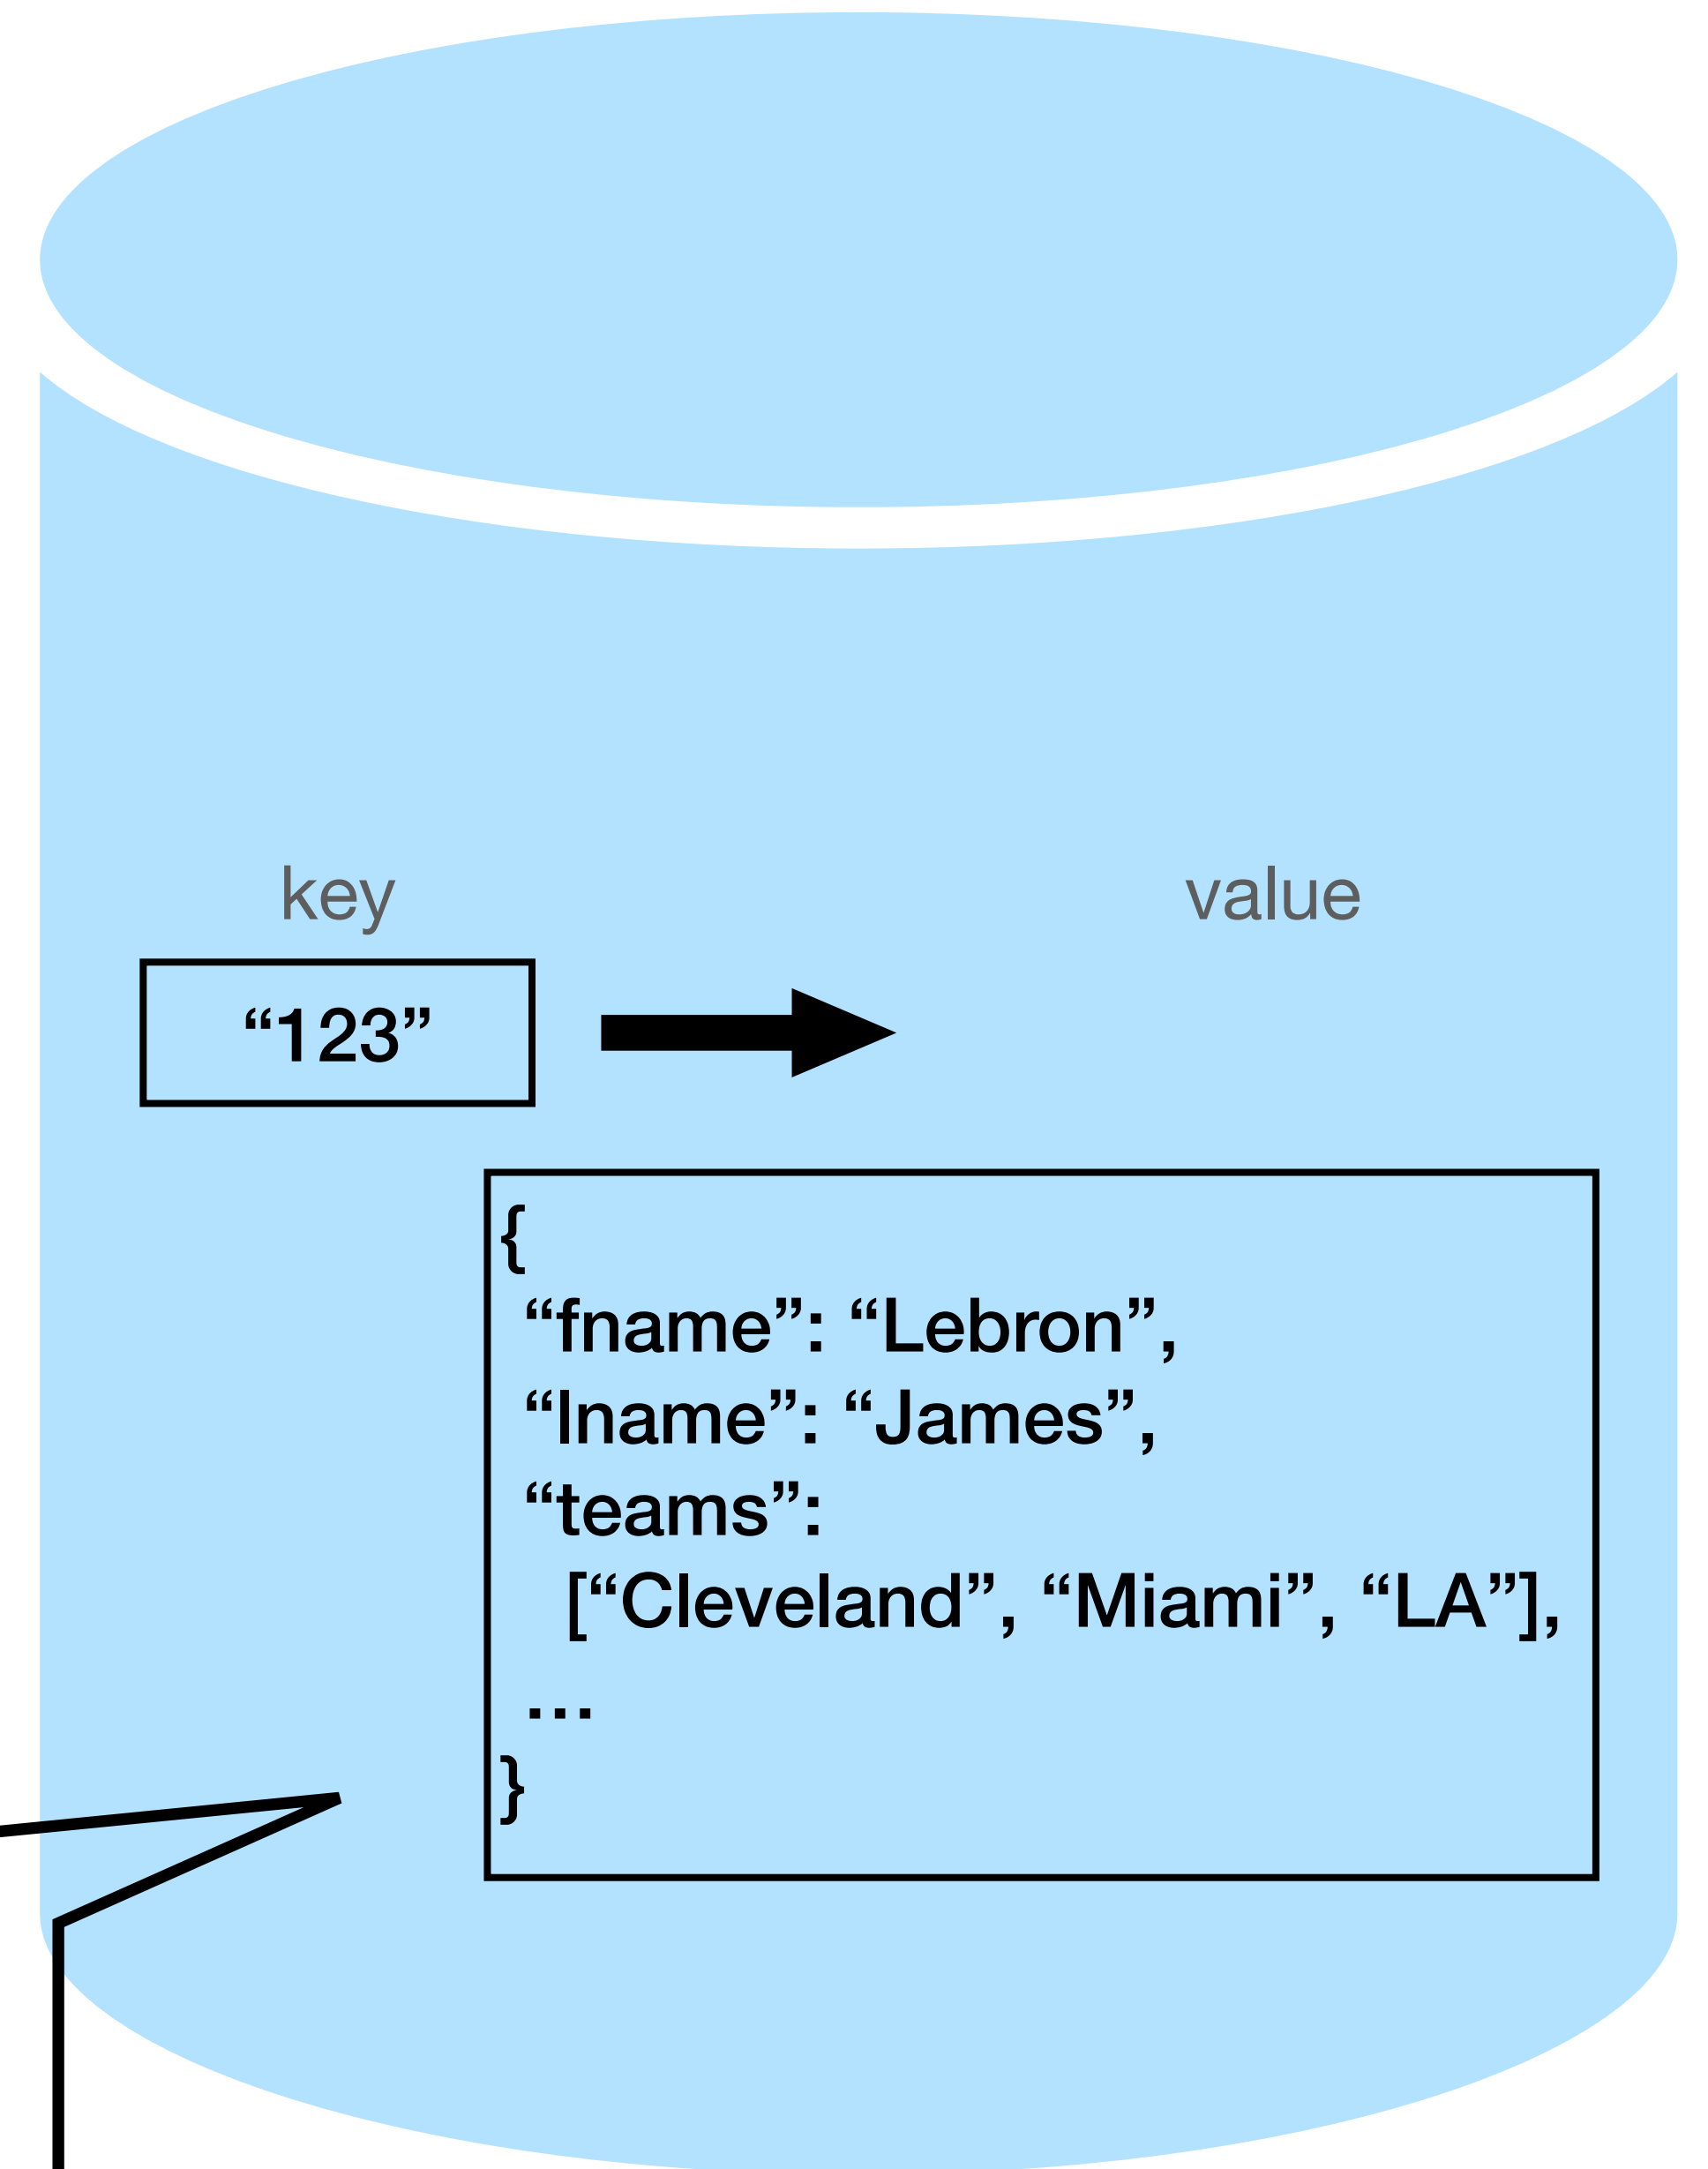 key
value
“123”
{
“fname”: “Lebron”,
“lname”: “James”,
“teams”:
[“Cleveland”, “Miami”, “LA”],
…
}